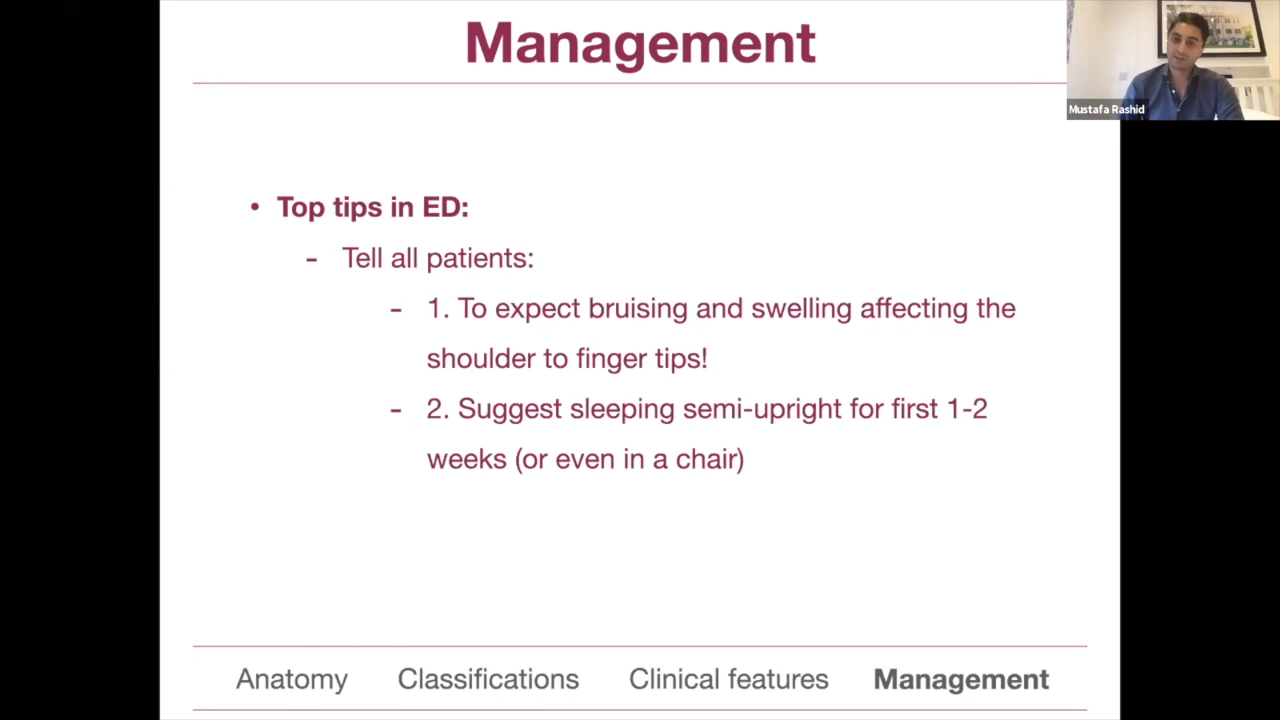 Management
Mustafa Rashid
• Top tips in ED:
- Tell all patients:
- 1. To expect bruising and swelling affecting the
shoulder to finger tips!
- 2. Suggest sleeping semi-upright for first 1-2
weeks (or even in a chair)
Anatomy Classifications Clinical features Management